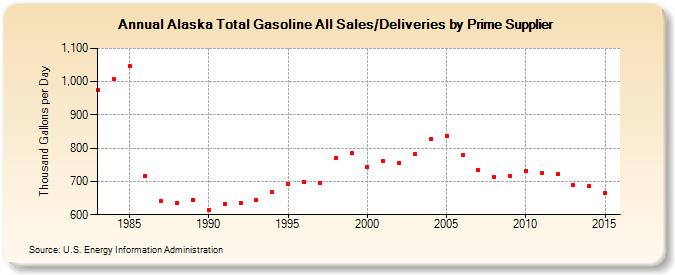 Annual Alaska Total Gasoline All Sales/Deliveries by Prime Supplier
Thousand Gallons per Day
1,100
1,000
900
800
700
600
1985 1990 1995 2000 2005 2010 2015
Source: U.S. Energy Information Administration